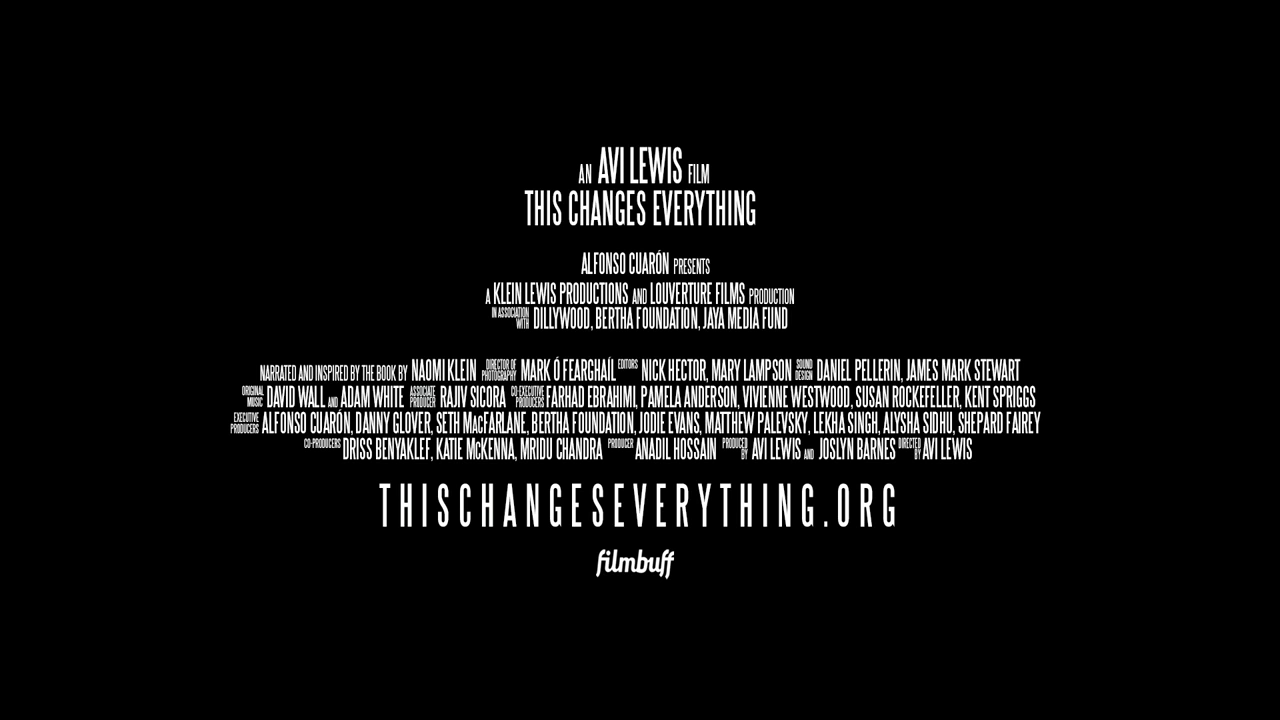 AN AVI LEWIS FILM
THIS CHANGES EVERYTHING
ALFONSO CUARÓN PRESENTS
A KLEIN LEWIS PRODUCTIONS AND LOUVERTURE FILMS PRODUCTION
IN ASSOCIATION WITH DILLYWOOD, BERTHA FOUNDATION, JAYA MEDIA FUND
NARRATED AND INSPIRED BY THE BOOK BY NAOMI KLEIN DIRECTOR OF PHOTOGRAPHY MARK Ó FEARGHAÍL EDITORS NICK HECTOR, MARY LAMPSON SOUND DESIGN DANIEL PELLERIN, JAMES MARK STEWART
ORIGINAL MUSIC DAVID WALL AND ADAM WHITE ASSOCIATE PRODUCER RAJIV SICORA CO-EXECUTIVE PRODUCERS FARHAD EBRAHIMI, PAMELA ANDERSON, VIVIENNE WESTWOOD, SUSAN ROCKEFELLER, KENT SPRIGGS
EXECUTIVE PRODUCERS ALFONSO CUARÓN, DANNY GLOVER, SETH MacFARLANE, BERTHA FOUNDATION, JODIE EVANS, MATTHEW PALEVSKY, LEKHA SINGH, ALYSHA SIDHU, SHEPARD FAIREY
CO-PRODUCERS DRISS BENYAKLEF, KATIE McKENNA, MRIDU CHANDRA PRODUCER ANADIL HOSSAIN PRODUCED BY AVI LEWIS AND JOSLYN BARNES DIRECTED BY AVI LEWIS
THISCHANGESEVERYTHING.ORG
filmbuff